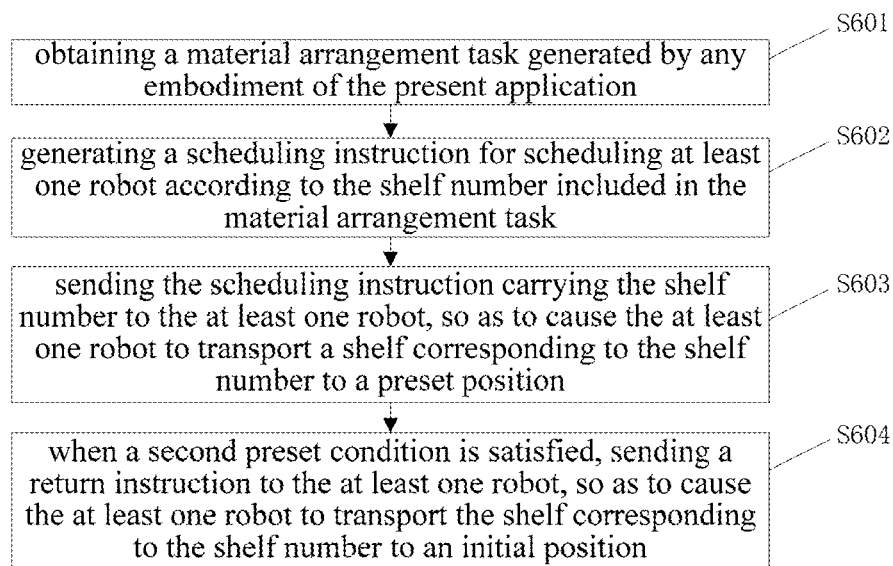 S601
obtaining a material arrangement task generated by any
embodiment of the present application
S602
generating a scheduling instruction for scheduling at least
one robot according to the shelf number included in the
material arrangement task
S603
sending the scheduling instruction carrying the shelf
number to the at least one robot, so as to cause the at least
one robot to transport a shelf corresponding to the shelf
number to a preset position
S604
when a second preset condition is satisfied, sending a
return instruction to the at least one robot, so as to cause
the at least one robot to transport the shelf corresponding
to the shelf number to an initial position